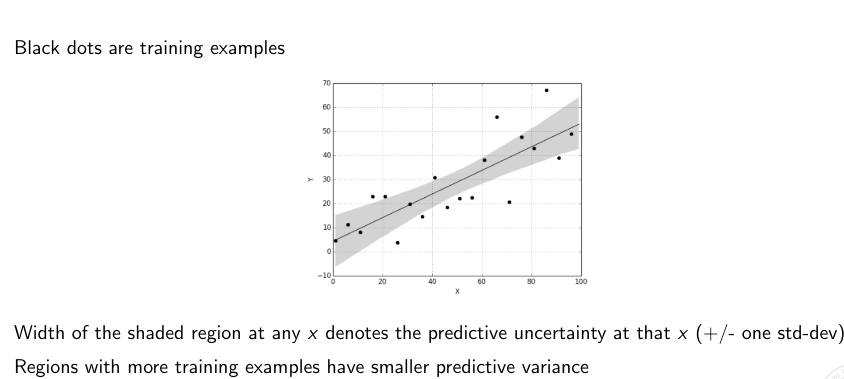 Black dots are training examples
70
60
50
40
30
20
10
0
−10
Y
0 20 40 60 80 100
X
Width of the shaded region at any x denotes the predictive uncertainty at that x (+/- one std-dev)
Regions with more training examples have smaller predictive variance